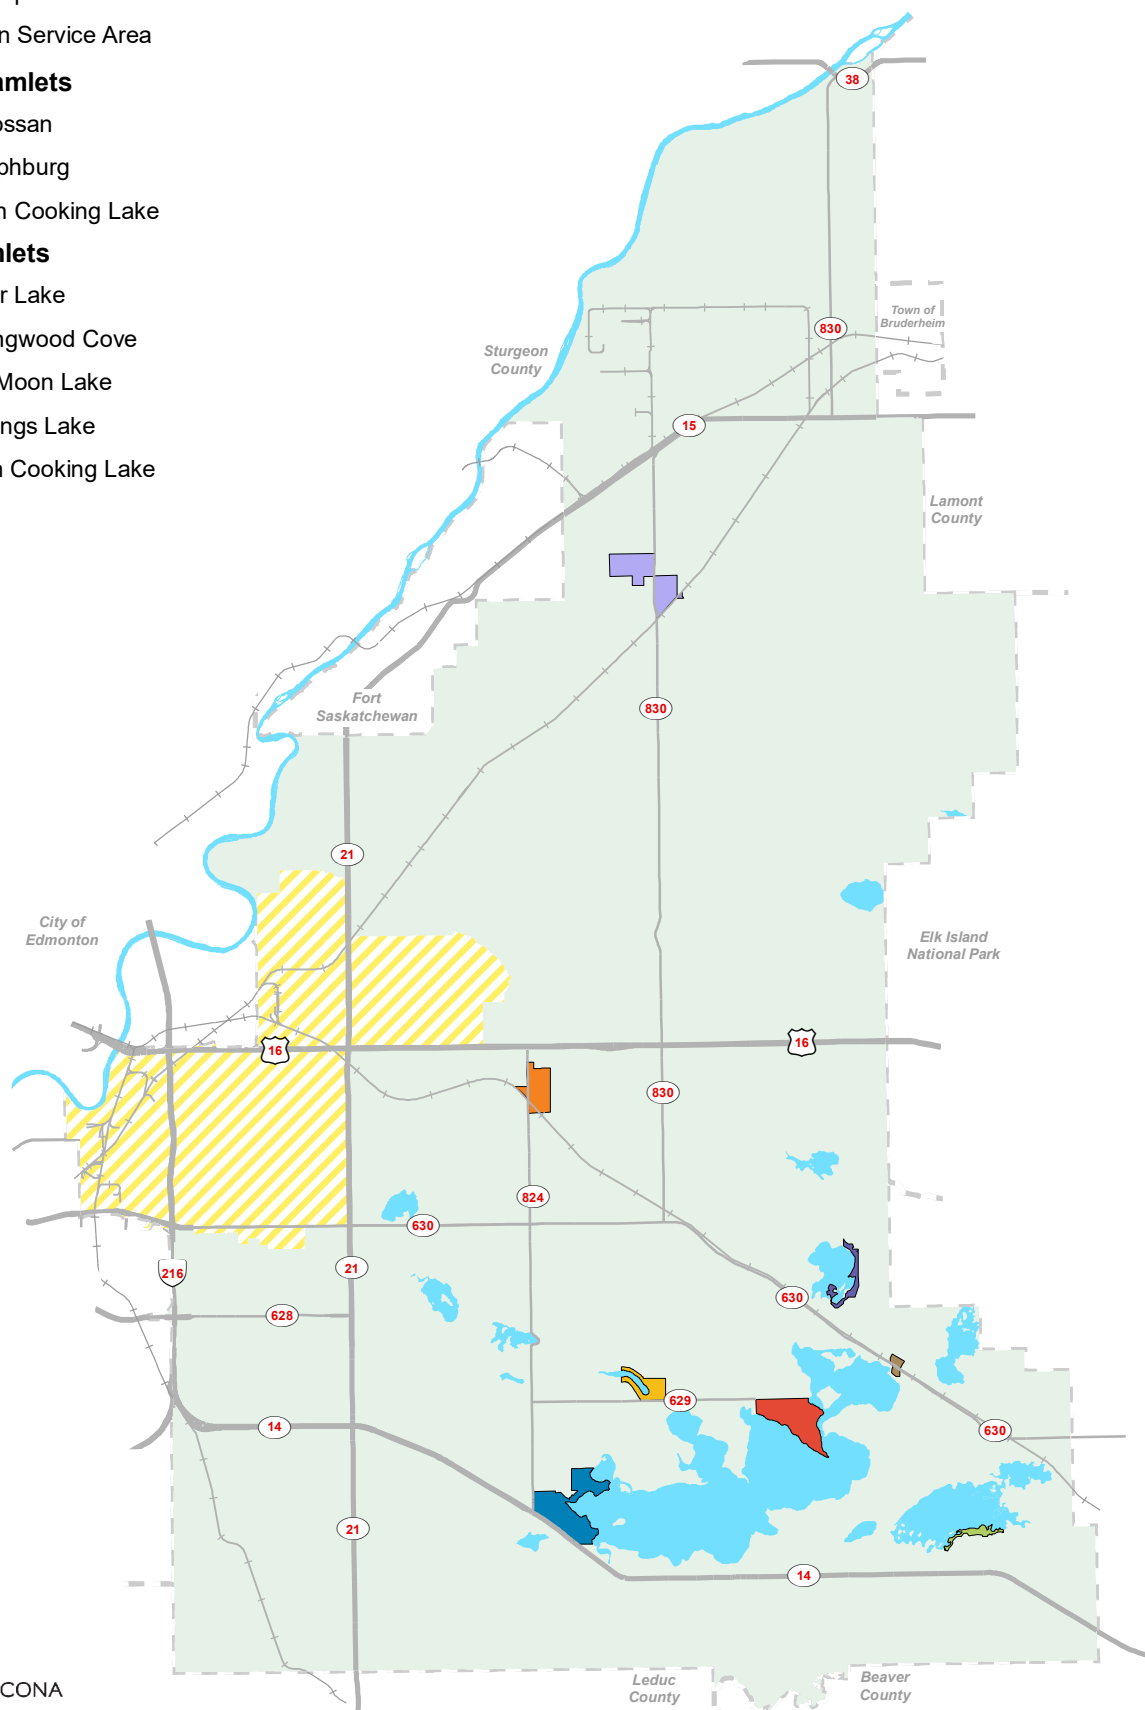 n Service Area
amlets
ossan
phburg
h Cooking Lake
nlets
r Lake
ngwood Cove
Moon Lake
ngs Lake
n Cooking Lake
38
Town of
Bruderheim
830
Sturgeon
County
15
Lamont
County
Fort
Saskatchewan
830
21
City of
Edmonton
Elk Island
National Park
16
16
830
824
630
216
21
628
630
629
14
630
21
14
Leduc
County
Beaver
County
CONA